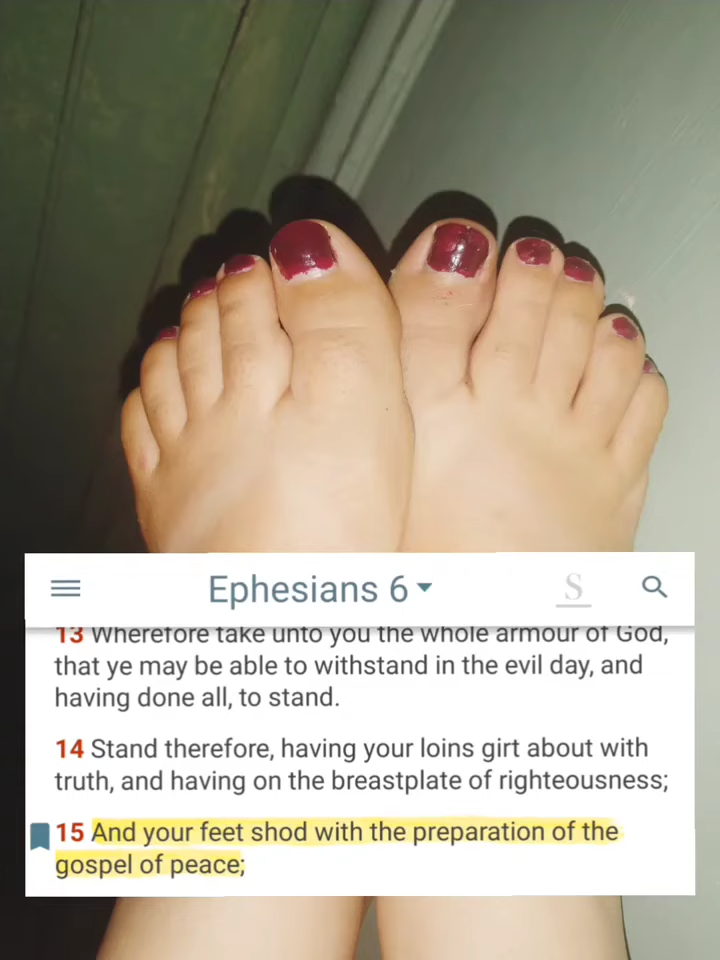 Ephesians 6
S
13 Wherefore take unto you the whole armour of God,
that ye may be able to withstand in the evil day, and
having done all, to stand.
14 Stand therefore, having your loins girt about with
truth, and having on the breastplate of righteousness;
15 And your feet shod with the preparation of the
gospel of peace;